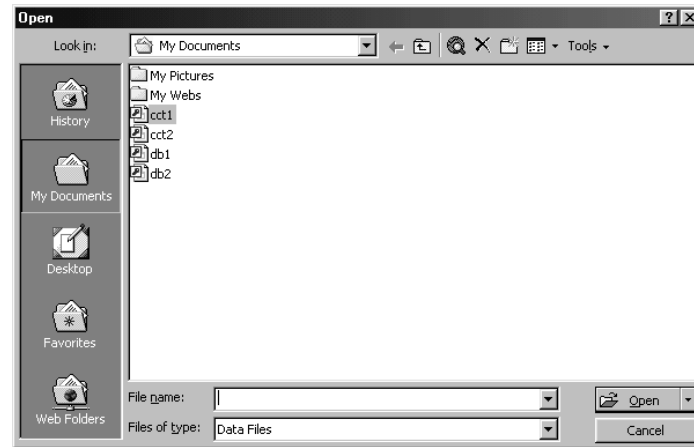 Open
Look in: My Documents Tools
History
My Documents
Desktop
Favorites
Web Folders
My Pictures
My Webs
cct1
cct2
db1
db2
File name: Open
Files of type: Data Files Cancel